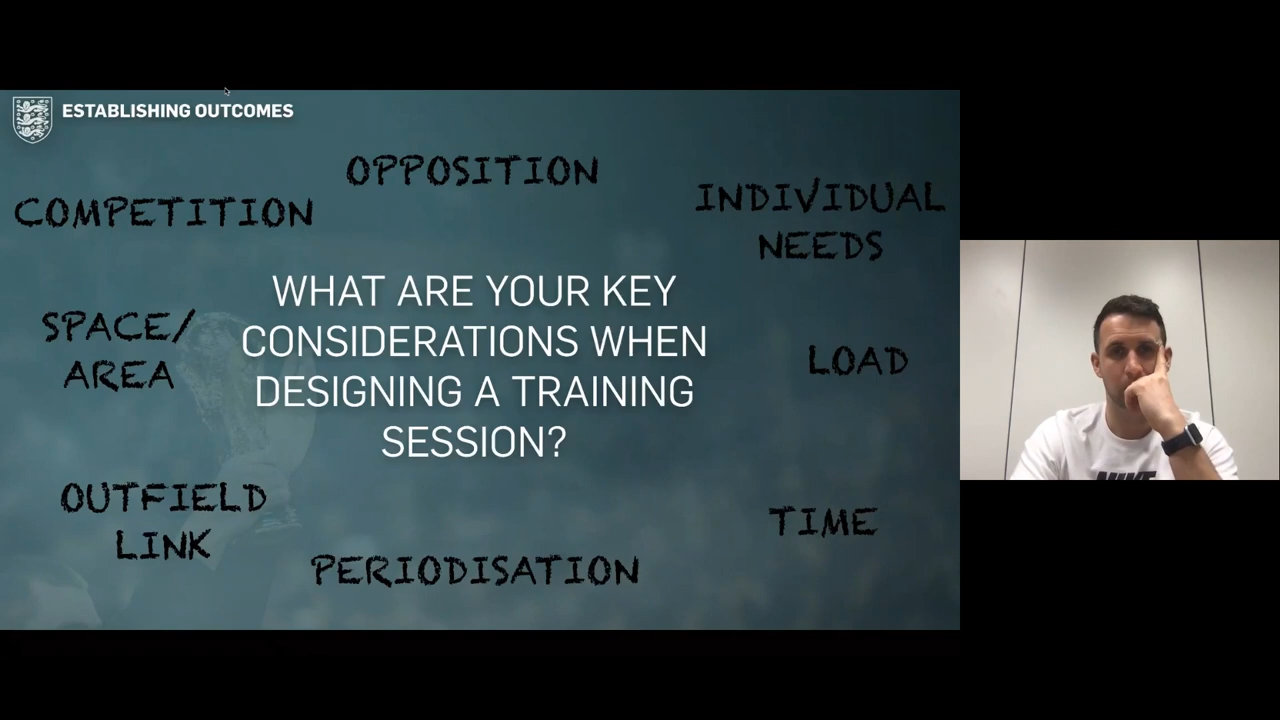 ESTABLISHING OUTCOMES
OPPOSITION
COMPETITION
INDIVIDUAL
NEEDS
WHAT ARE YOUR KEY
CONSIDERATIONS WHEN
DESIGNING A TRAINING
SESSION?
SPACE/
AREA
LOAD
OUTFIELD
LINK
TIME
PERIODISATION
NIKE